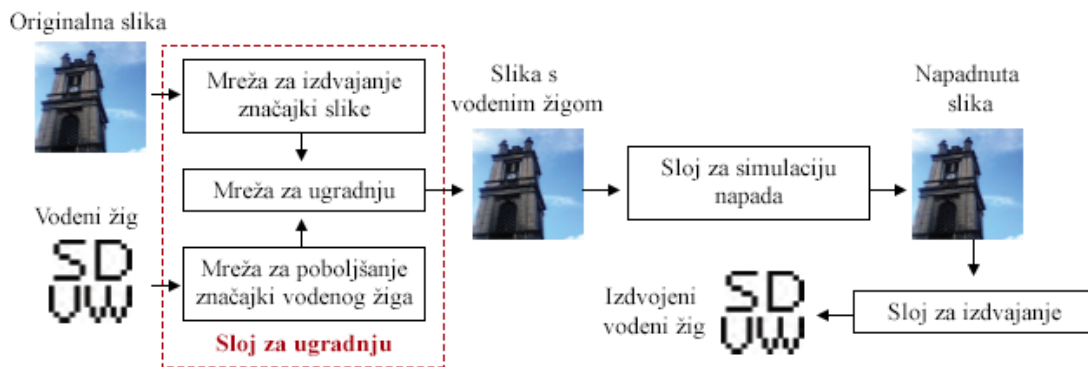 Originalna slika
Mreža za izdvajanje
značajki slike
Mreža za ugradnju
Vodeni žig
SD
UW
Mreža za poboljšanje
značajki vodenog žiga
Sloj za ugradnju
Slika s
vodenim žigom
Sloj za simulaciju
napada
Napadnuta
slika
Sloj za izdvajanje
Izdvojeni
vodeni žig
SD
UW